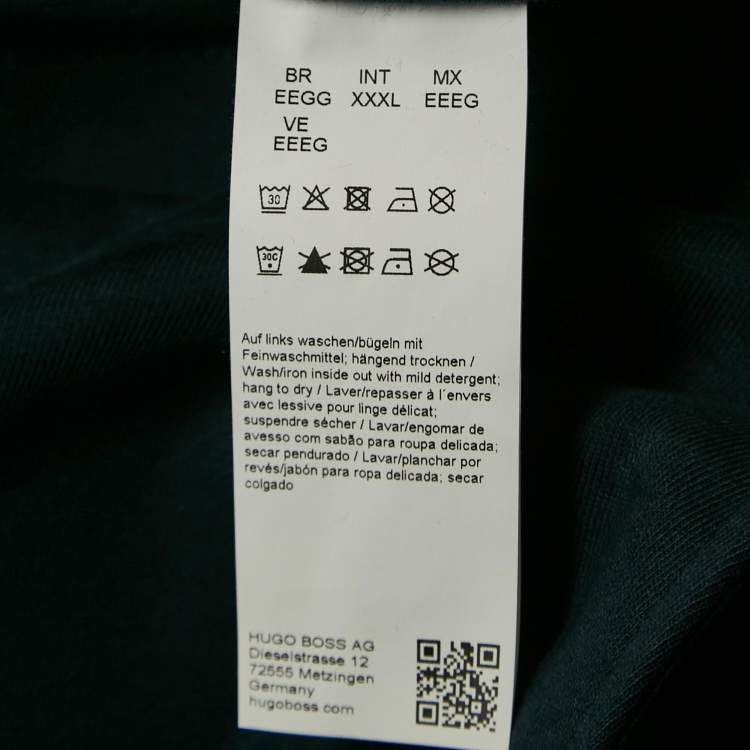 BR INT MX
EEGG XXXL EEEG
VE
EEEG
30
30C
Auf links waschen/bügeln mit
Feinwaschmittel; hängend trocknen /
Wash/iron inside out with mild detergent;
hang to dry / Laver/repasser à l´envers
avec lessive pour linge délicat;
suspendre sécher / Lavar/engomar de
avesso com sabão para roupa delicada;
secar pendurado / Lavar/planchar por
revés/jabón para ropa delicada; secar
colgado
HUGO BOSS AG
Dieselstrasse 12
72555 Metzingen
Germany
hugoboss com